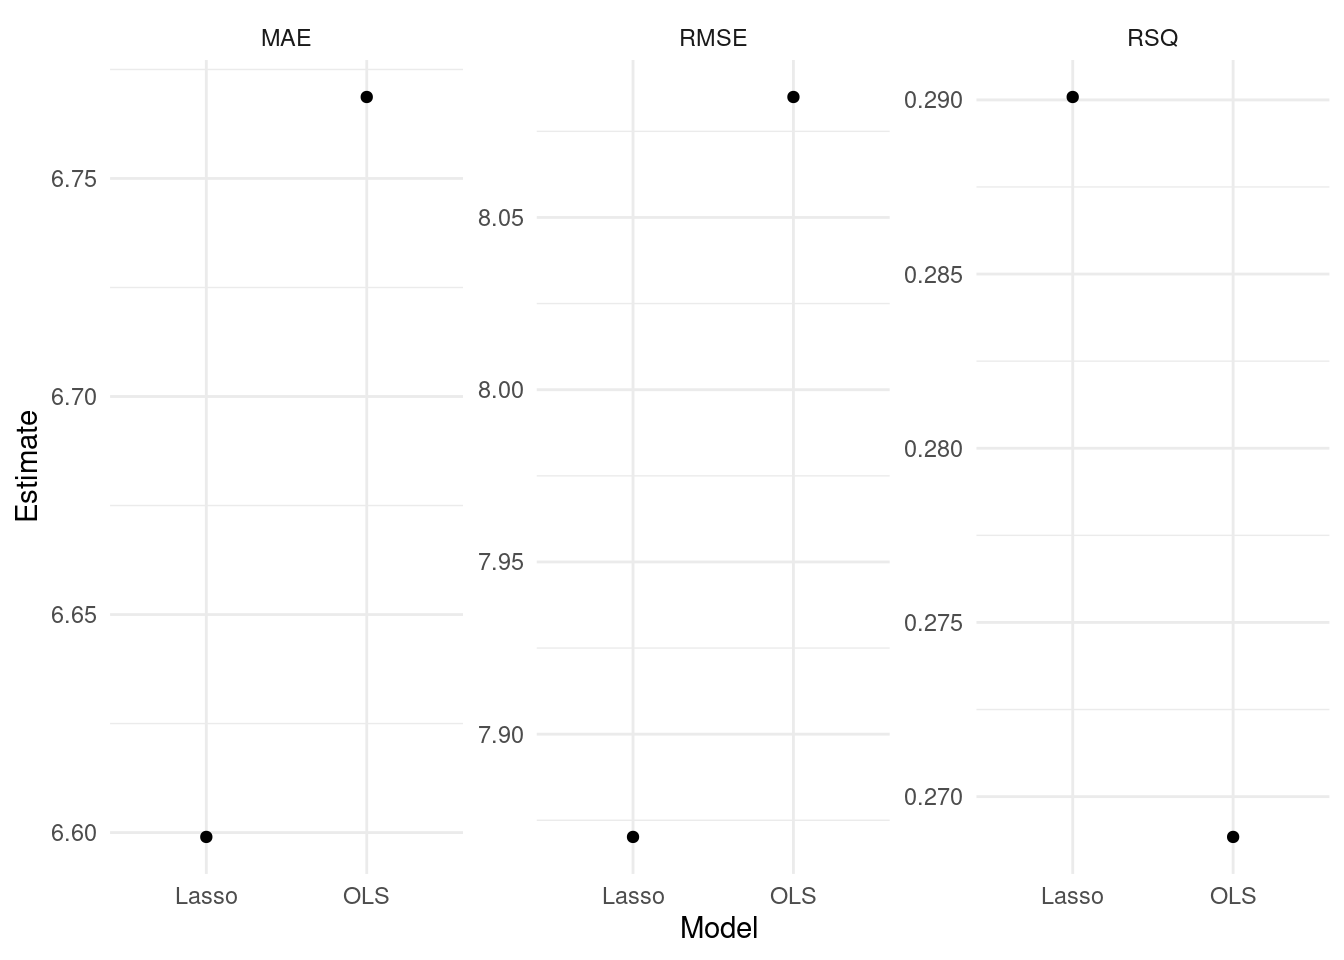 MAE
RMSE
RSQ
Estimate
6.75
6.70
6.65
6.60
8.05
8.00
7.95
7.90
0.290
0.285
0.280
0.275
0.270
Lasso
OLS
Lasso
OLS
Lasso
OLS
Model